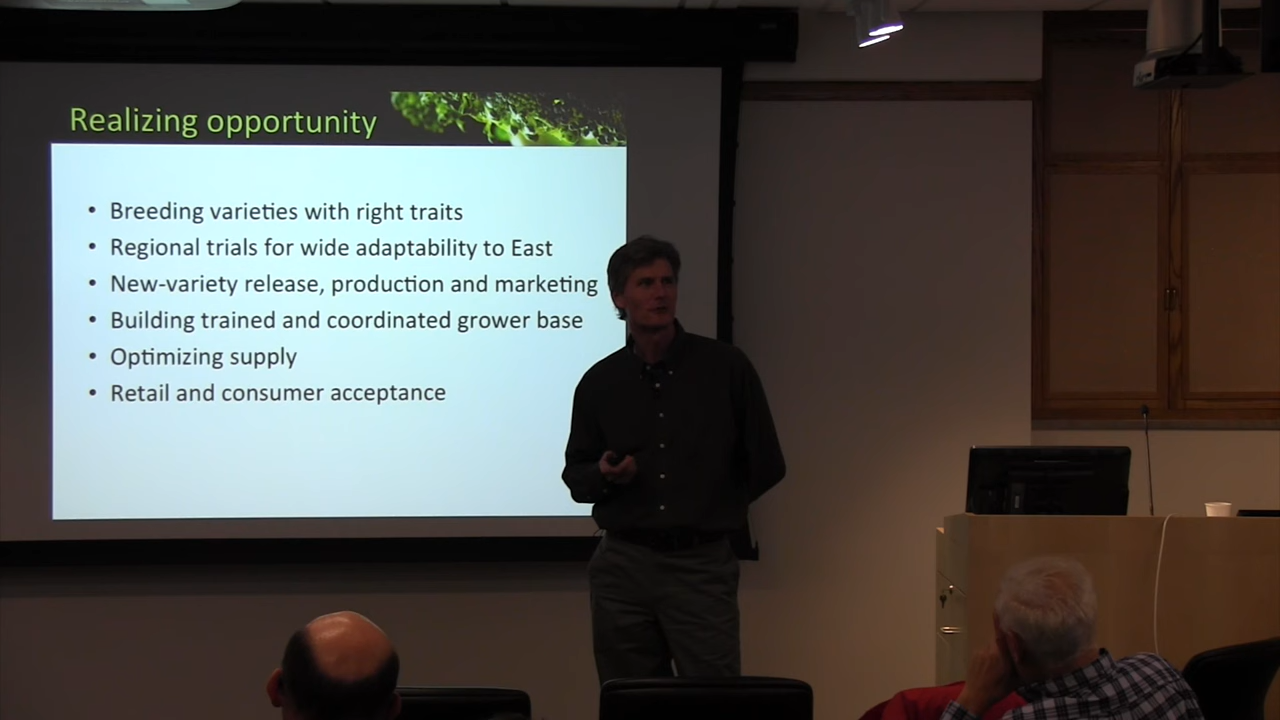 Realizing opportunity
• Breeding varieties with right traits
• Regional trials for wide adaptability to East
• New-variety release, production and marketing
• Building trained and coordinated grower base
• Optimizing supply
• Retail and consumer acceptance